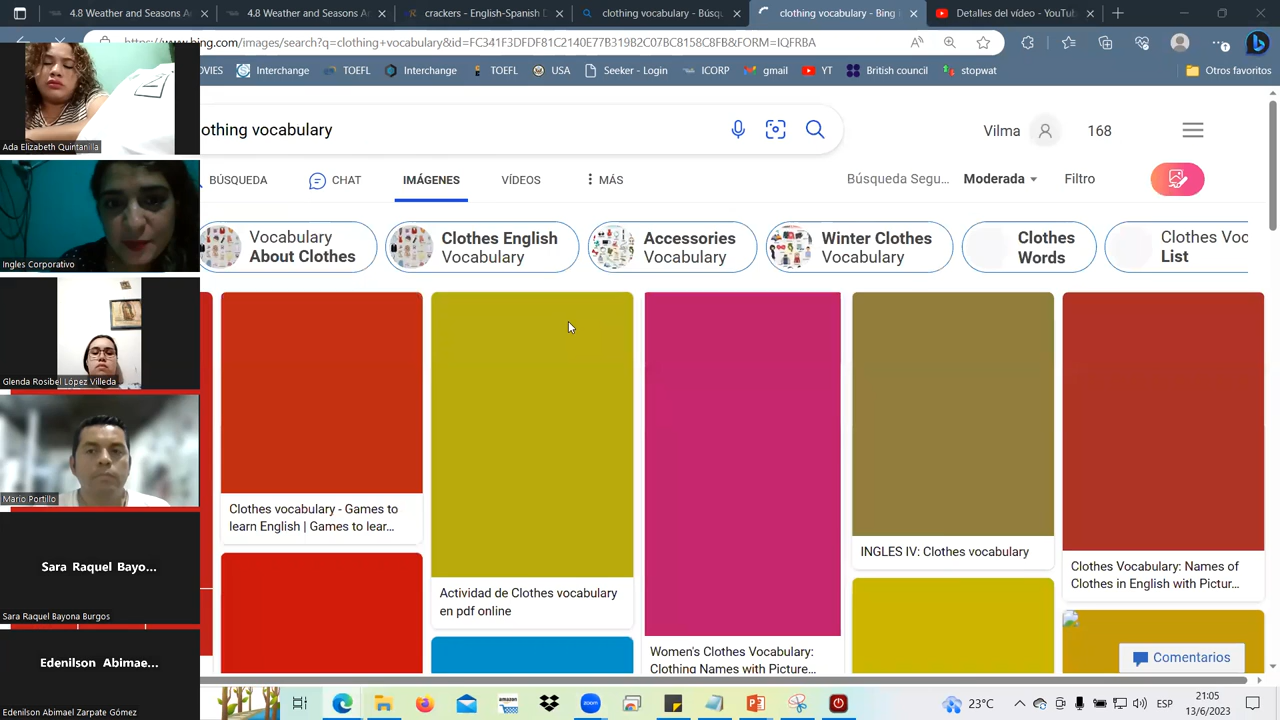 4.8 Weather and Seasons A
4.8 Weather and Seasons A
crackers - English-Spanish D
clothing vocabulary - Búsq
clothing vocabulary - Bing I
Detalles del vídeo - YouTub
https://www.bing.com/images/search?q=clothing+vocabulary&id=FC341F3DFDF81C2140E77B319B2C07BC8158C8FB&FORM=IQFRBA
OVIES
Interchange
TOEFL
Interchange
TOEFL
USA
Seeker - Login
ICORP
gmail
YT
British council
stopwat
Otros favoritos
othing vocabulary
Vilma
168
BÚSQUEDA
CHAT
IMÁGENES
VÍDEOS
MÁS
Búsqueda Segu...
Moderada
Filtro
Vocabulary
About Clothes
Clothes English
Vocabulary
Accessories
Vocabulary
Winter Clothes
Vocabulary
Clothes
Words
Clothes Voc
List
Clothes vocabulary - Games to
learn English | Games to lear...
Actividad de Clothes vocabulary
en pdf online
Women's Clothes Vocabulary:
Clothing Names with Picture...
INGLES IV: Clothes vocabulary
Clothes Vocabulary: Names of
Clothes in English with Pictur...
Comentarios
Ada Elizabeth Quintanilla
Ingles Corporativo
Glenda Rosibel López Villeda
Mario Portillo
Sara Raquel Bayo...
Sara Raquel Bayona Burgos
Edenilson Abimae...
Edenilson Abimael Zarpate Gómez
amazon
zoom
23°C
ESP
21:05
13/6/2023